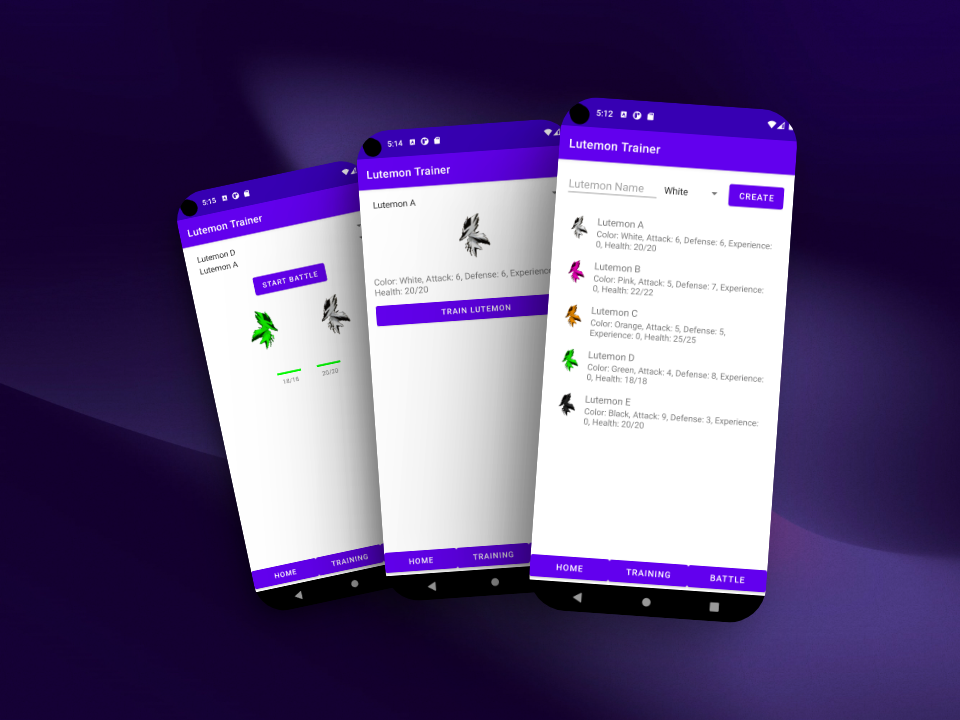 5:15
Lutemon Trainer
Lutemon D
Lutemon A
START BATTLE
18/18
20/20
HOME
TRAINING
5:14
Lutemon Trainer
Lutemon A
Color: White, Attack: 6, Defense: 6,
Health: 20/20
TRAIN LUTEMON
HOME
TRAINING
5:12
Lutemon Trainer
Lutemon Name
White
CREATE
Lutemon A
Color: White, Attack: 6, Defense: 6, Experience:
0, Health: 20/20
Lutemon B
Color: Pink, Attack: 5, Defense: 7, Experience:
0, Health: 22/22
Lutemon C
Color: Orange, Attack: 5, Defense: 5,
Experience: 0, Health: 25/25
Lutemon D
Color: Green, Attack: 4, Defense: 8, Experience:
0, Health: 18/18
Lutemon E
Color: Black, Attack: 9, Defense: 3, Experience:
0, Health: 20/20
HOME
TRAINING
BATTLE